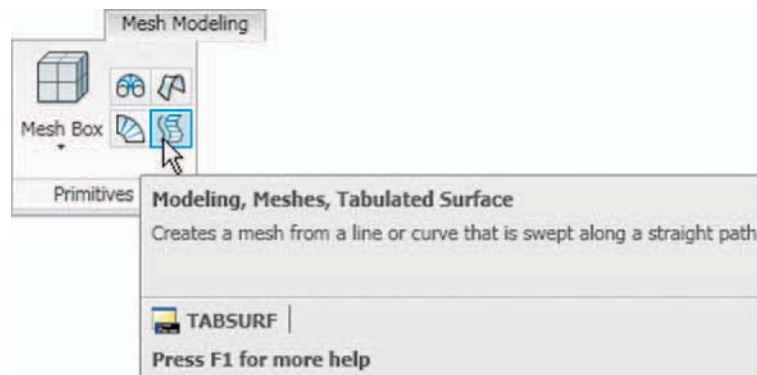 Mesh Modeling
Mesh Box
Primitives
Modeling, Meshes, Tabulated Surface
Creates a mesh from a line or curve that is swept along a straight path
TABSURF
Press F1 for more help